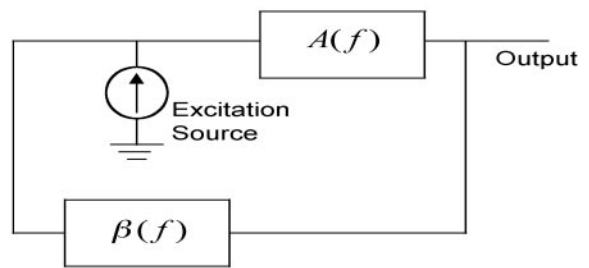 A(f)
Output
Excitation
Source
β(f)